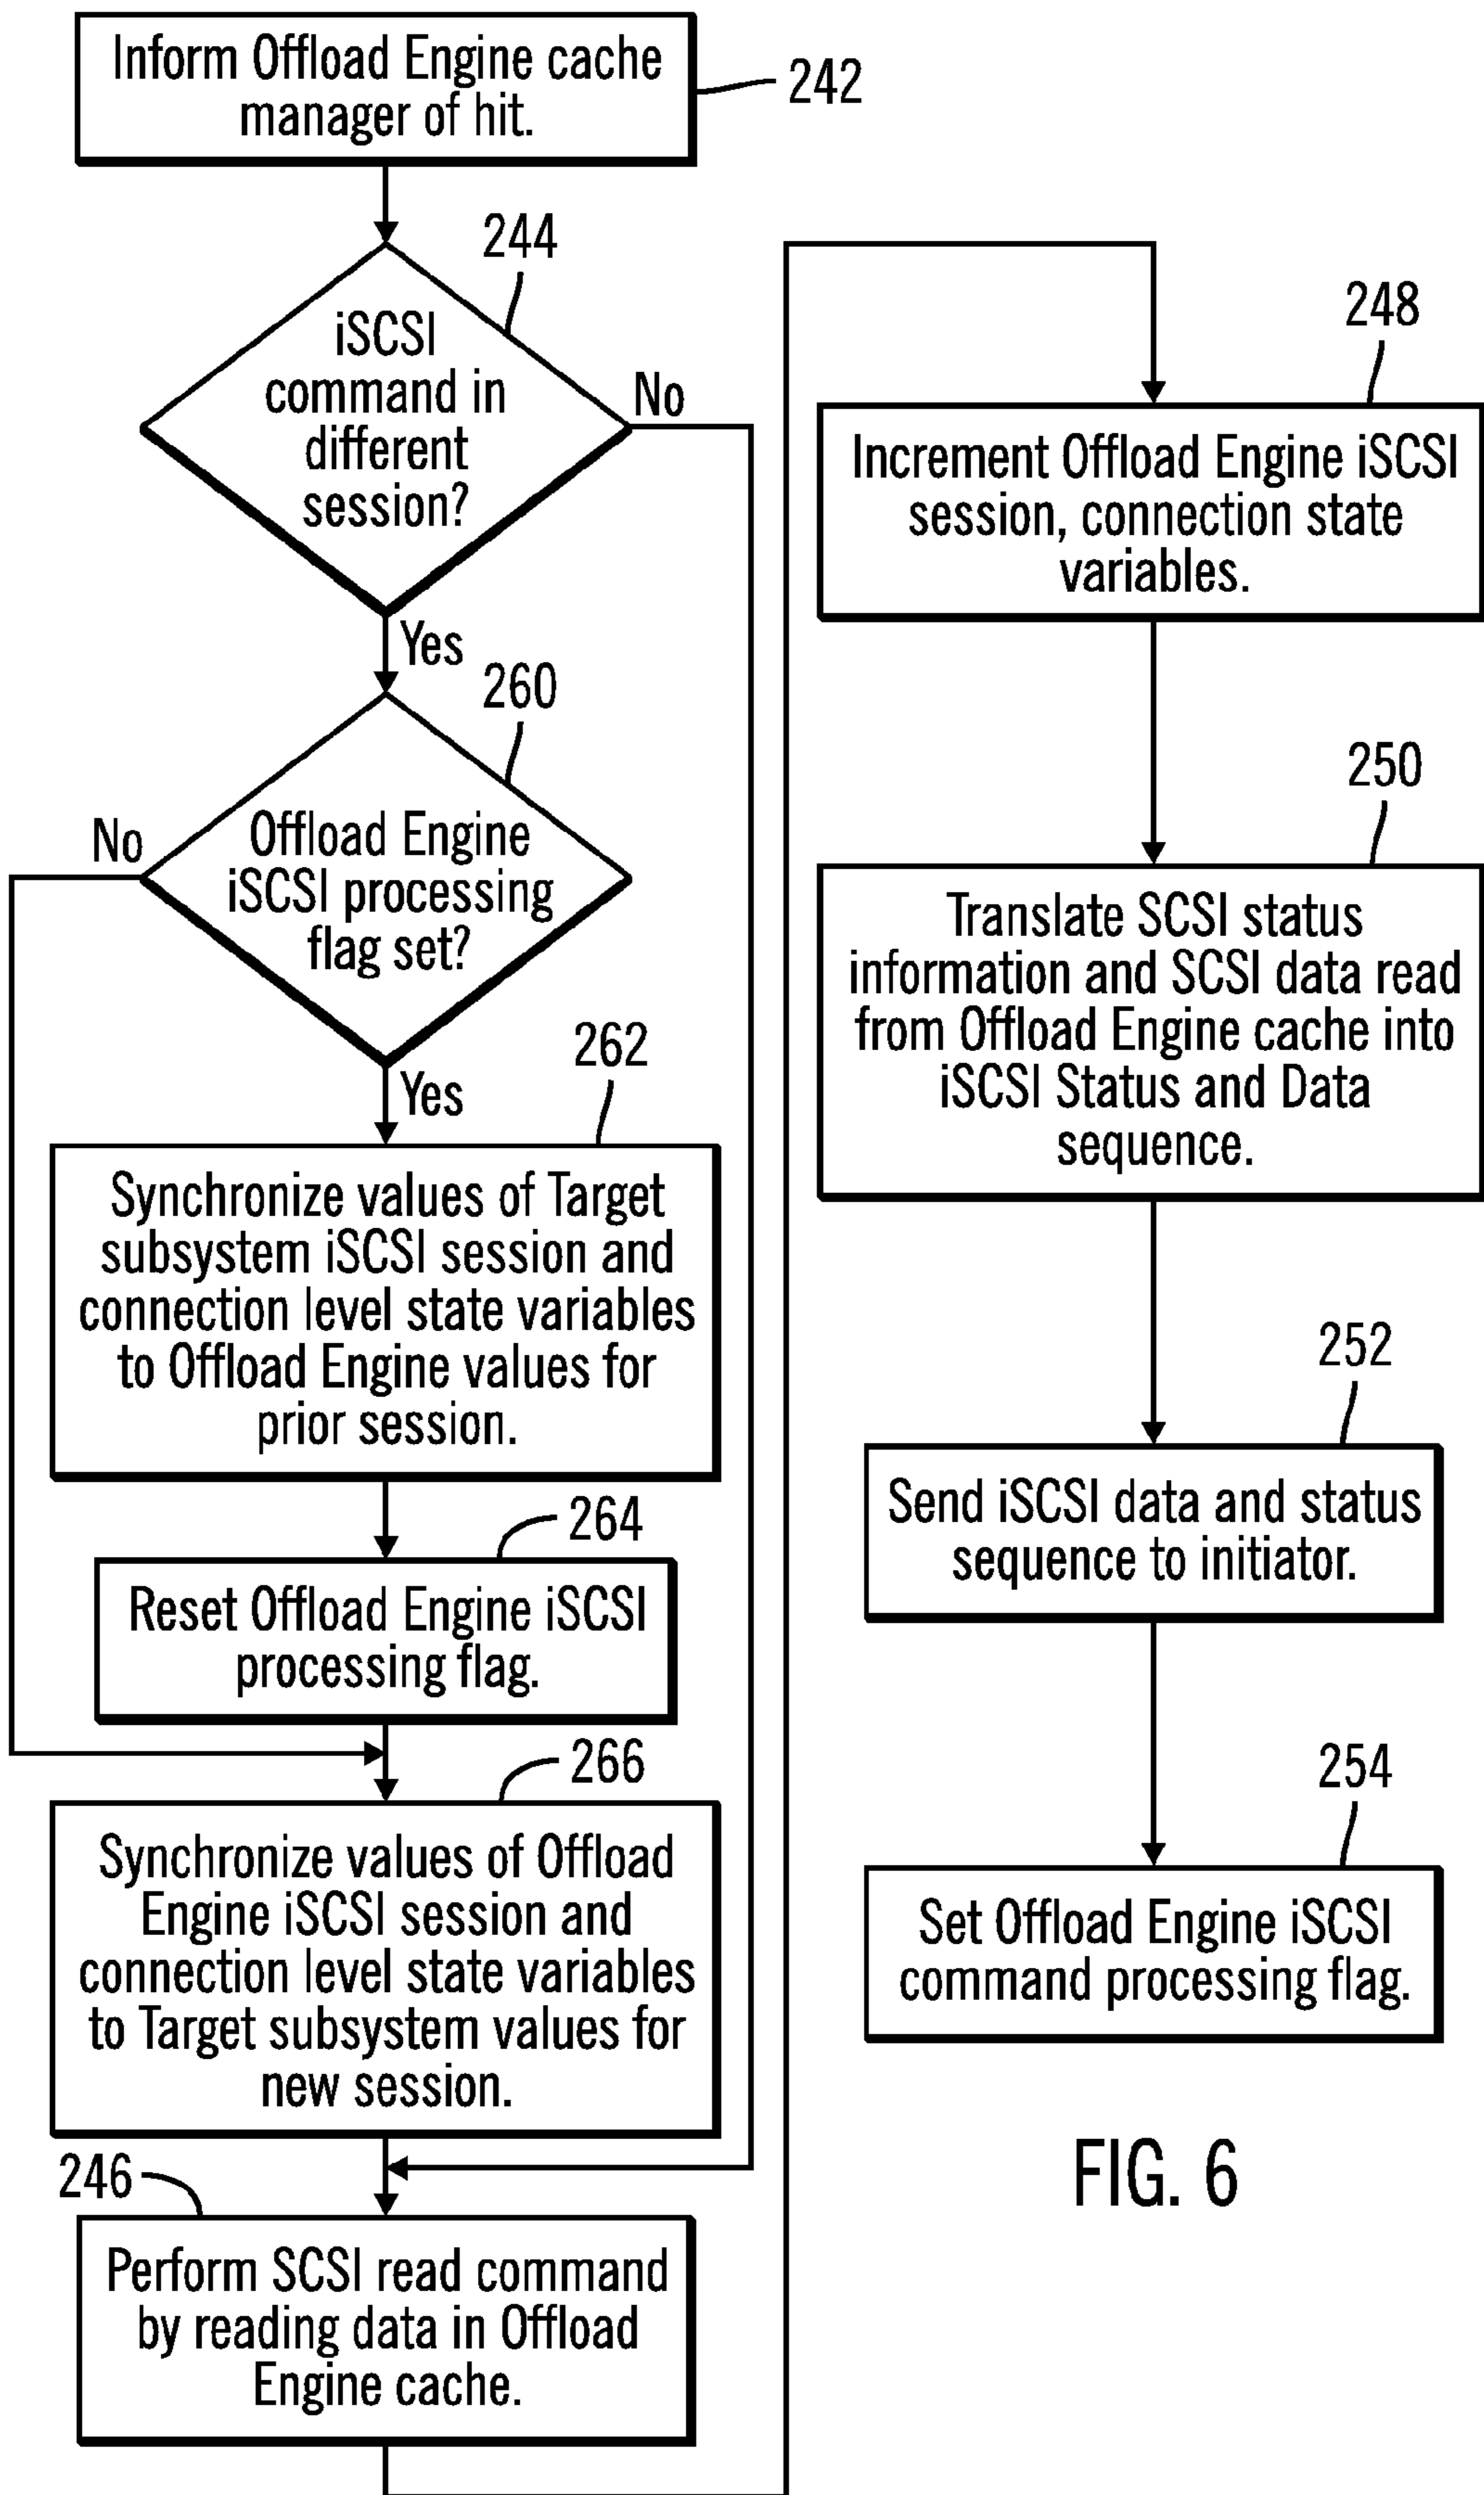 Inform Offload Engine cache
manager of hit.
242
244
iSCSI
command in
different
session?
No
Yes
260
Offload Engine
iSCSI processing
flag set?
No
Yes
262
Synchronize values of Target
subsystem iSCSI session and
connection level state variables
to Offload Engine values for
prior session.
264
Reset Offload Engine iSCSI
processing flag.
266
Synchronize values of Offload
Engine iSCSI session and
connection level state variables
to Target subsystem values for
new session.
246
Perform SCSI read command
by reading data in Offload
Engine cache.
248
Increment Offload Engine iSCSI
session, connection state
variables.
250
Translate SCSI status
information and SCSI data read
from Offload Engine cache into
iSCSI Status and Data
sequence.
252
Send iSCSI data and status
sequence to initiator.
254
Set Offload Engine iSCSI
command processing flag.
FIG. 6